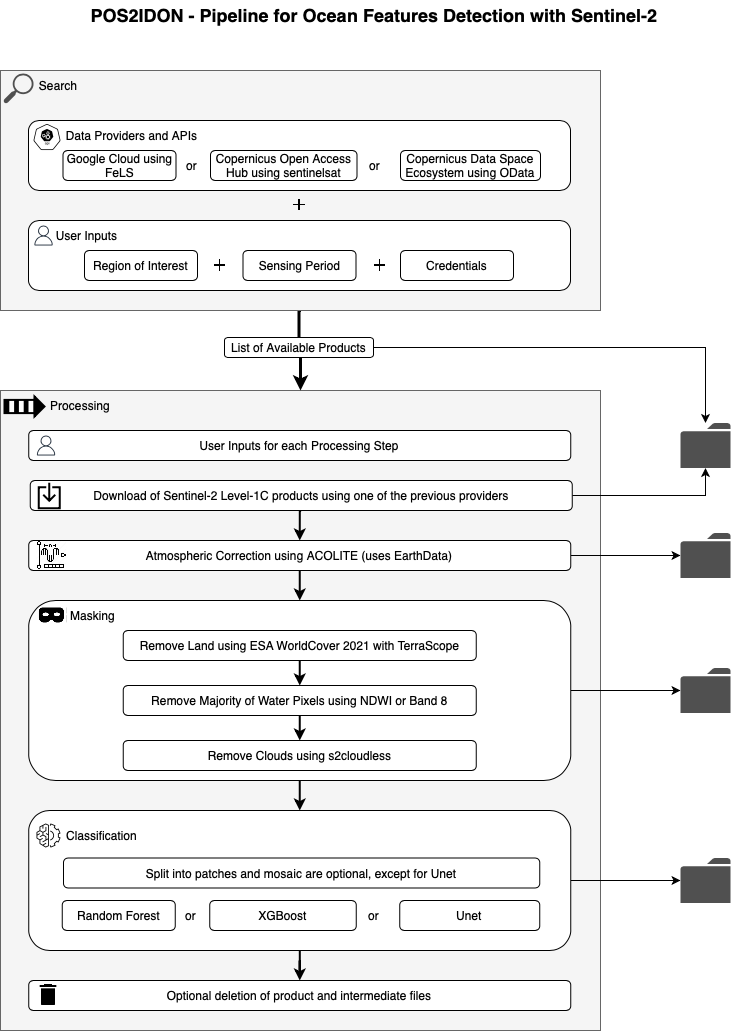 POS2IDON - Pipeline for Ocean Features Detection with Sentinel-2
Search
Data Providers and APIs
Google Cloud using
FeLS
or
Copernicus Open Access
Hub using sentinelsat
or
Copernicus Data Space
Ecosystem using OData
+
User Inputs
Region of Interest
+
Sensing Period
+
Credentials
List of Available Products
Processing
User Inputs for each Processing Step
Download of Sentinel-2 Level-1C products using one of the previous providers
Atmospheric Correction using ACOLITE (uses EarthData)
Masking
Remove Land using ESA WorldCover 2021 with TerraScope
Remove Majority of Water Pixels using NDWI or Band 8
Remove Clouds using s2cloudless
Classification
Split into patches and mosaic are optional, except for Unet
Random Forest
or
XGBoost
or
Unet
Optional deletion of product and intermediate files